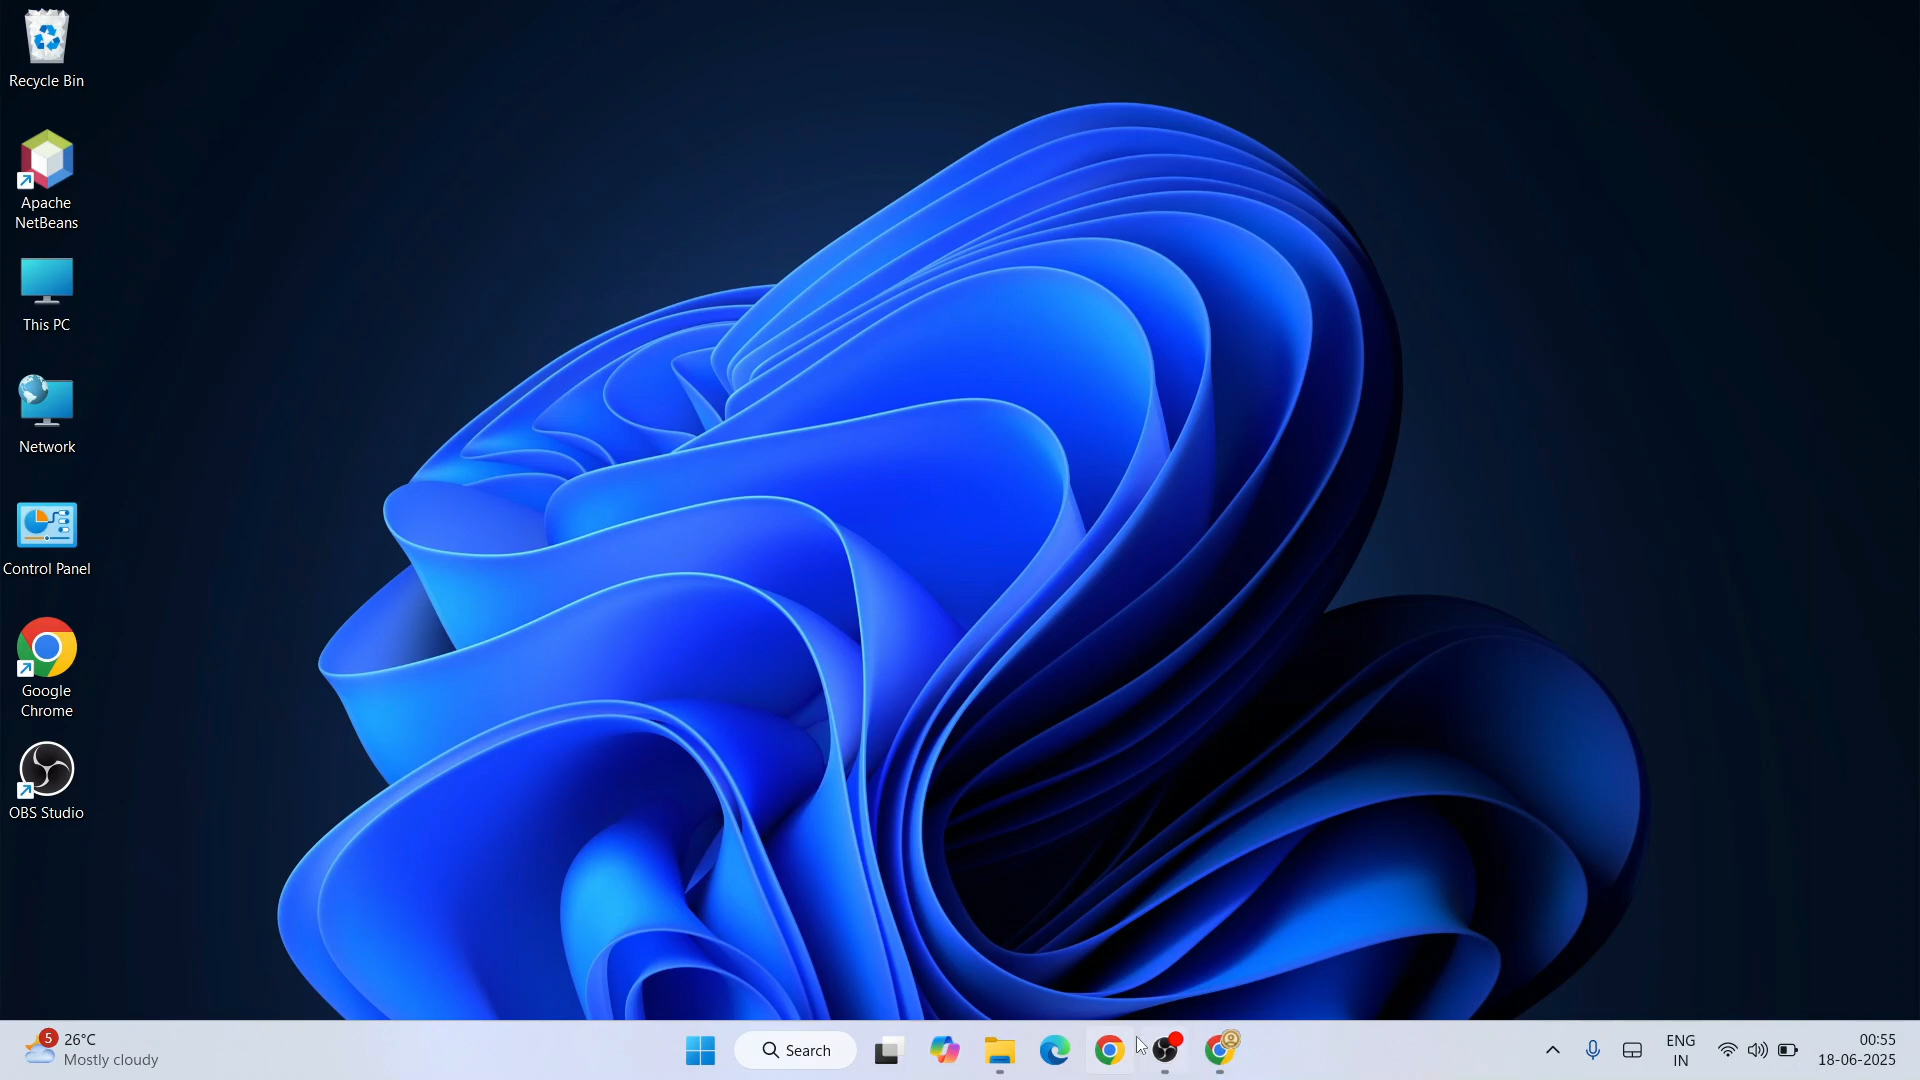 Recycle Bin
Apache
NetBeans
This PC
Network
Control Panel
Google
Chrome
OBS Studio
5
26°C
Mostly cloudy
Search
ENG
IN
00:55
18-06-2025